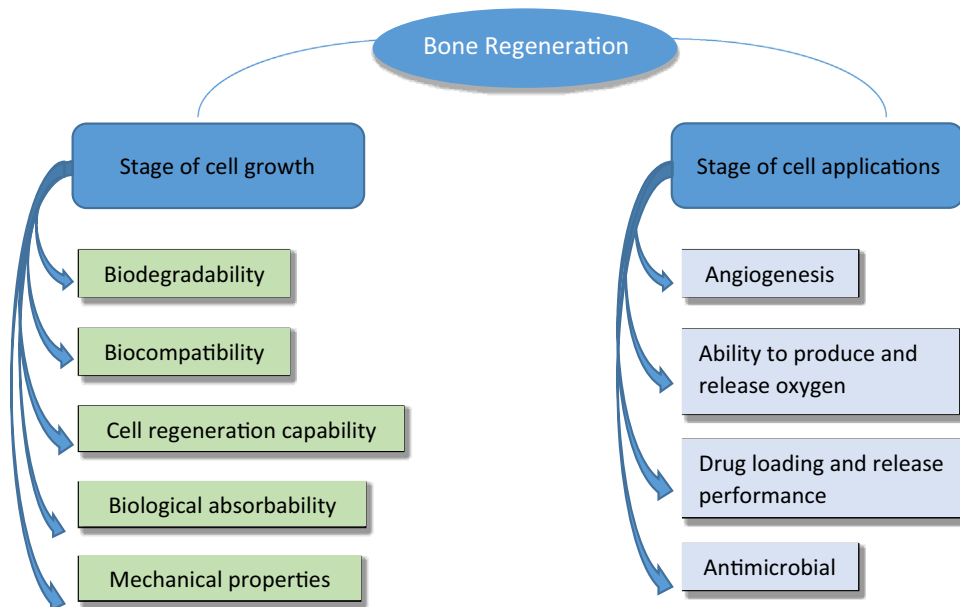 Bone Regeneration
Stage of cell growth
Biodegradability
Biocompatibility
Cell regeneration capability
Biological absorbability
Mechanical properties
Stage of cell applications
Angiogenesis
Ability to produce and
release oxygen
Drug loading and release
performance
Antimicrobial